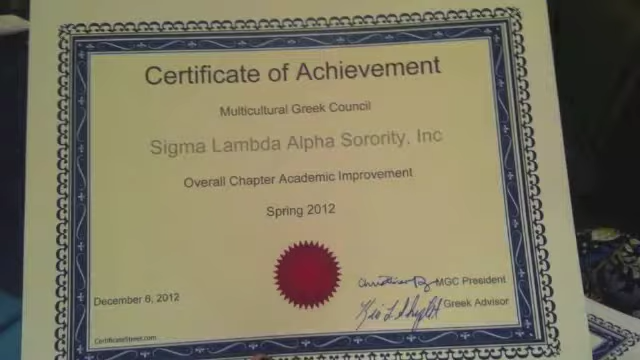 Certificate of Achievement
Multicultural Greek Council
Sigma Lambda Alpha Sorority, Inc
Overall Chapter Academic Improvement
Spring 2012
MGC President
December 6, 2012
Greek Advisor
CertificateStreet.com